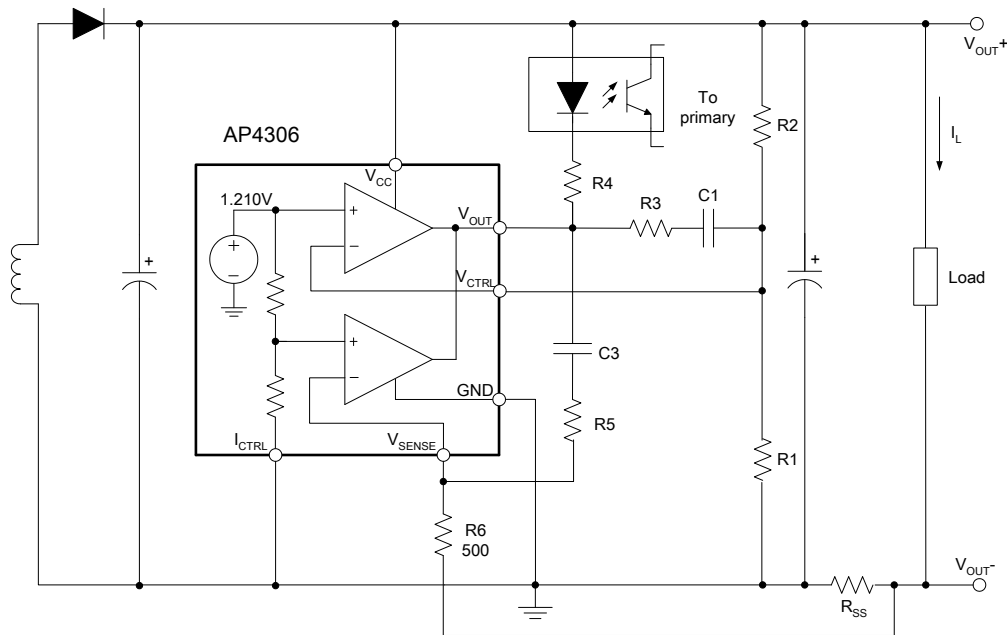 V_OUT+
To
primary
R2
I_L
AP4306
R4
V_CC
C1
1.210V
V_OUT
R3
+
+
−
−
V_CTRL
+
+
Load
+
C3
−
GND
R5
I_CTRL
V_SENSE
R1
R6
500
V_OUT-
R_SS